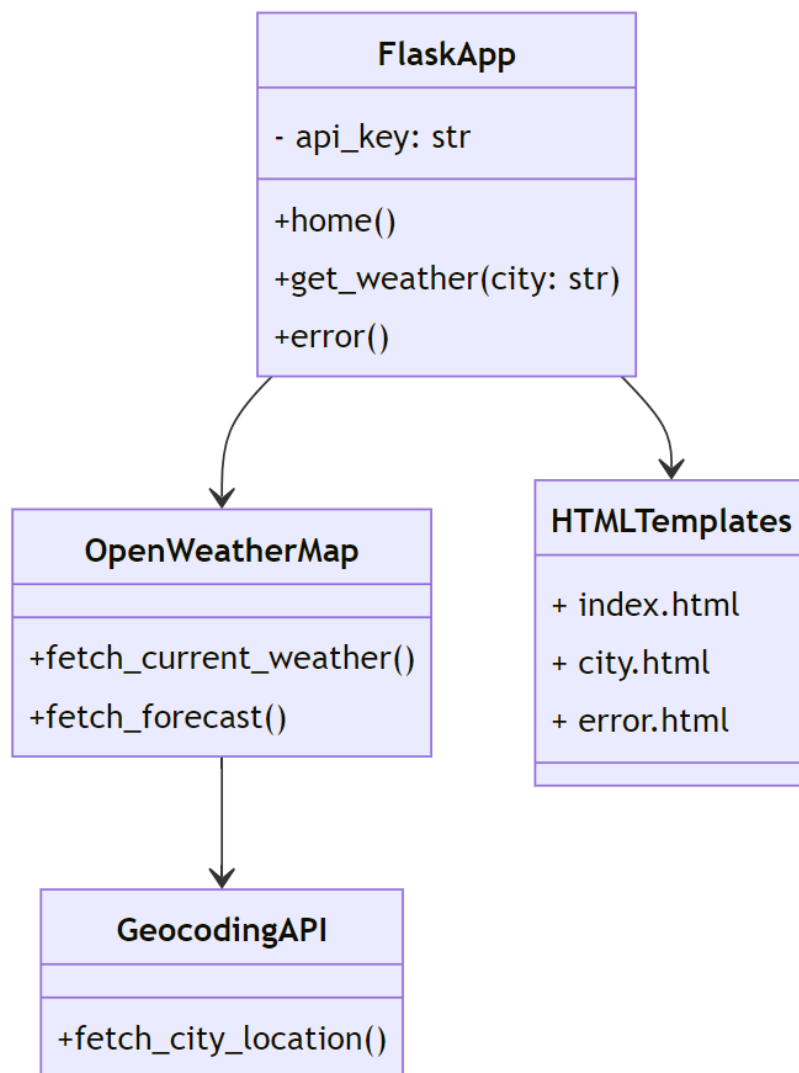 FlaskApp
- api_key: str
+home()
+get_weather(city: str)
+error()
OpenWeatherMap
+fetch_current_weather()
+fetch_forecast()
HTMLTemplates
+ index.html
+ city.html
+ error.html
GeocodingAPI
+fetch_city_location()